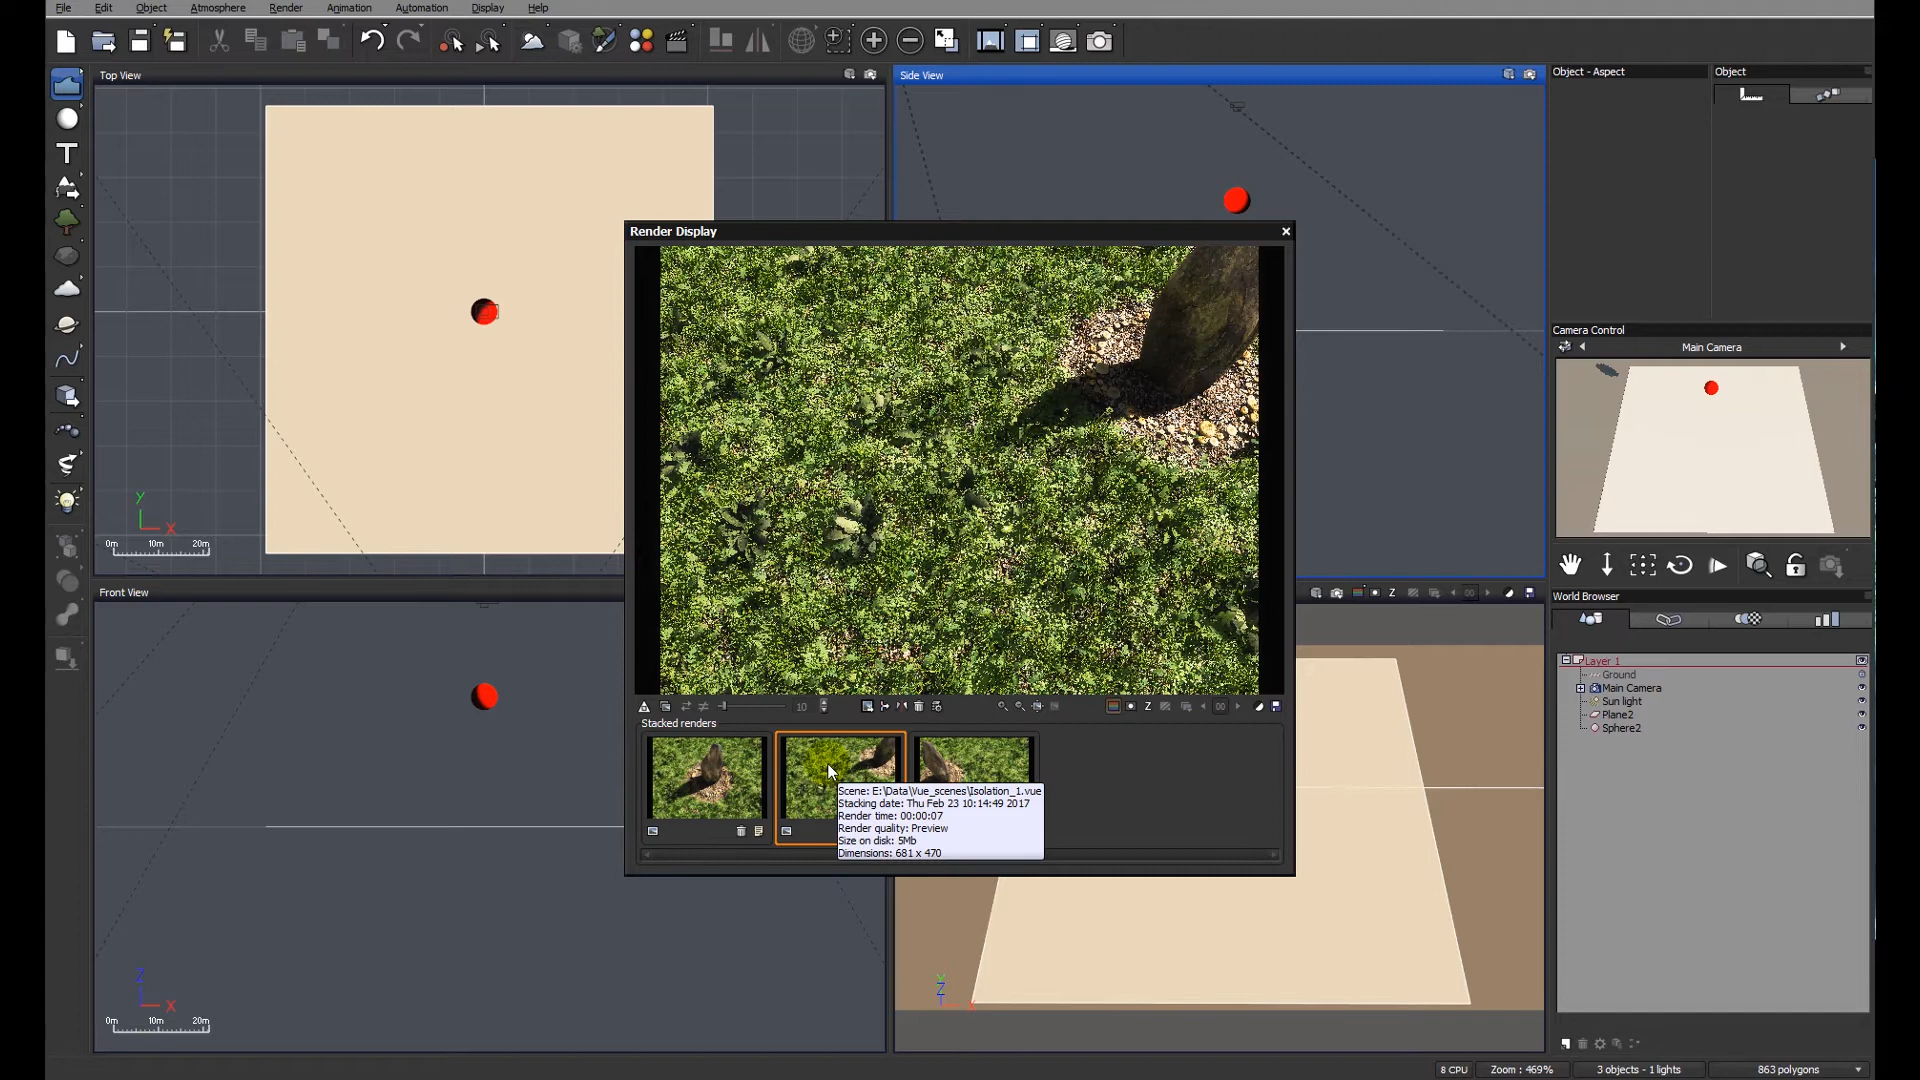 File Edit Object Atmosphere Render Animation Automation Display Help
Top View
Side View
Object - Aspect
Object
Render Display
Camera Control
Main Camera
Y
X
0m 10m 20m
Front View
10
Z
00
Z
00
World Browser
Layer 1
Ground
Main Camera
Sun light
Plane2
Sphere2
Stacked renders
Scene: E:\Data\Vue_scenes\Isolation_1.vue
Stacking date: Thu Feb 23 10:14:49 2017
Render time: 00:00:07
Render quality: Preview
Size on disk: 5Mb
Dimensions: 681 x 470
Z
X
0m 10m 20m
Y
Z
X
8 CPU
Zoom : 469%
3 objects - 1 lights
863 polygons